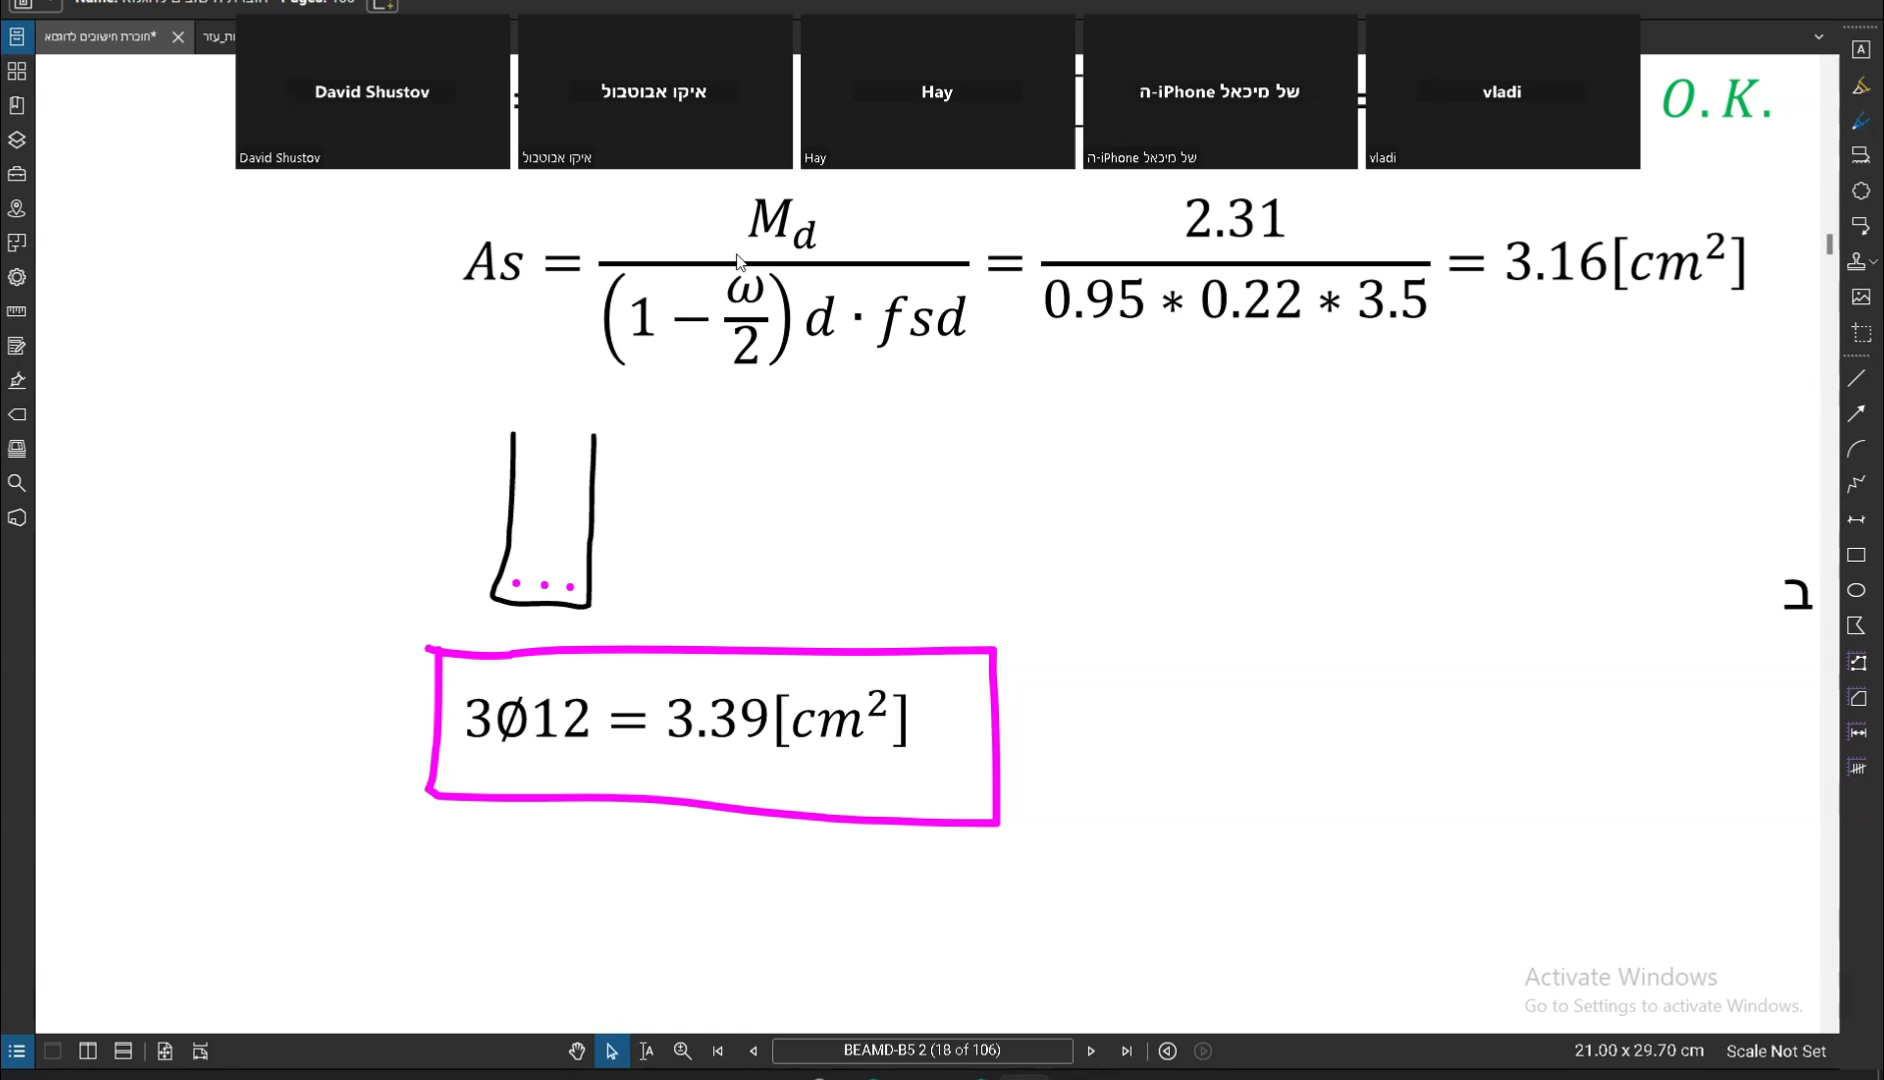 חוברת חישובים לדוגמא*
David Shustov
איקו אבוטבול
Hay
ה-iPhone של מיכאל
vladi
David Shustov
איקו אבוטבול
Hay
ה-iPhone של מיכאל
vladi
O.K.
As = M_d / ((1 − ω/2) d · fsd) = 2.31 / (0.95 * 0.22 * 3.5) = 3.16[cm²]
ב
3∅12 = 3.39[cm²]
Activate Windows
Go to Settings to activate Windows.
BEAMD-B5 2 (18 of 106)
21.00 x 29.70 cm
Scale Not Set